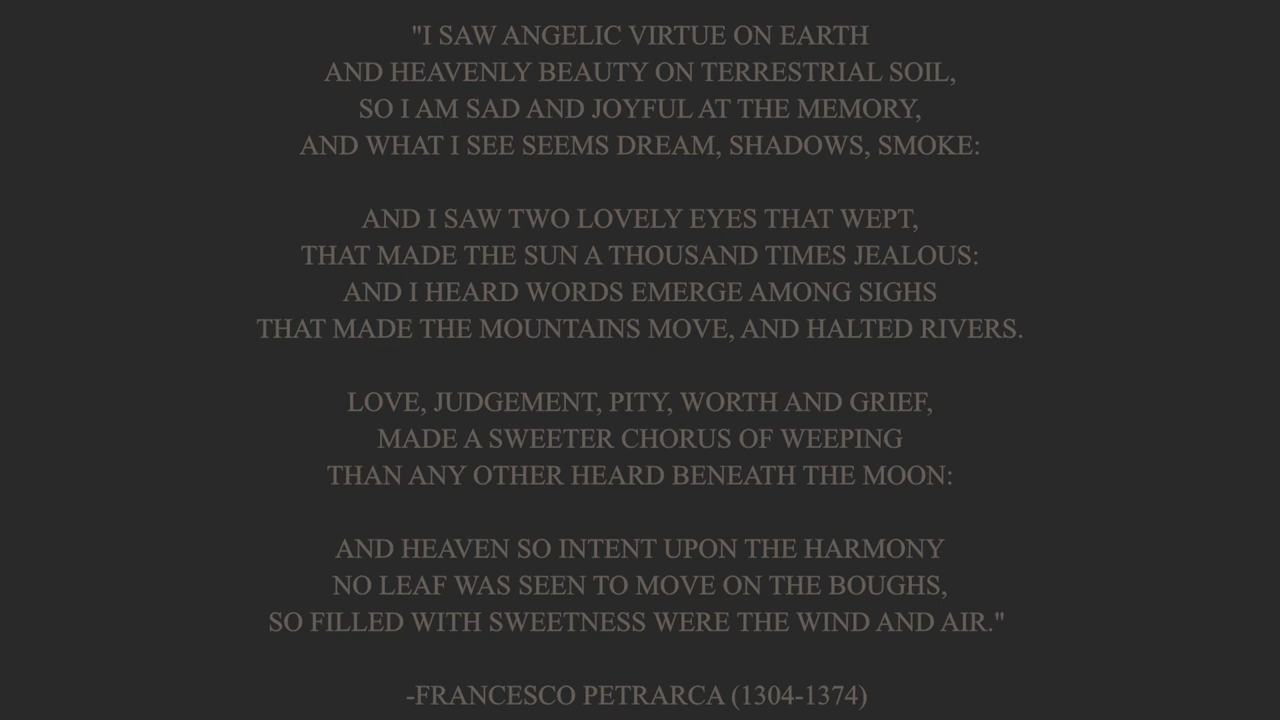 "I SAW ANGELIC VIRTUE ON EARTH
AND HEAVENLY BEAUTY ON TERRESTRIAL SOIL,
SO I AM SAD AND JOYFUL AT THE MEMORY,
AND WHAT I SEE SEEMS DREAM, SHADOWS, SMOKE:
AND I SAW TWO LOVELY EYES THAT WEPT,
THAT MADE THE SUN A THOUSAND TIMES JEALOUS:
AND I HEARD WORDS EMERGE AMONG SIGHS
THAT MADE THE MOUNTAINS MOVE, AND HALTED RIVERS.
LOVE, JUDGEMENT, PITY, WORTH AND GRIEF,
MADE A SWEETER CHORUS OF WEEPING
THAN ANY OTHER HEARD BENEATH THE MOON:
AND HEAVEN SO INTENT UPON THE HARMONY
NO LEAF WAS SEEN TO MOVE ON THE BOUGHS,
SO FILLED WITH SWEETNESS WERE THE WIND AND AIR."
-FRANCESCO PETRARCA (1304-1374)